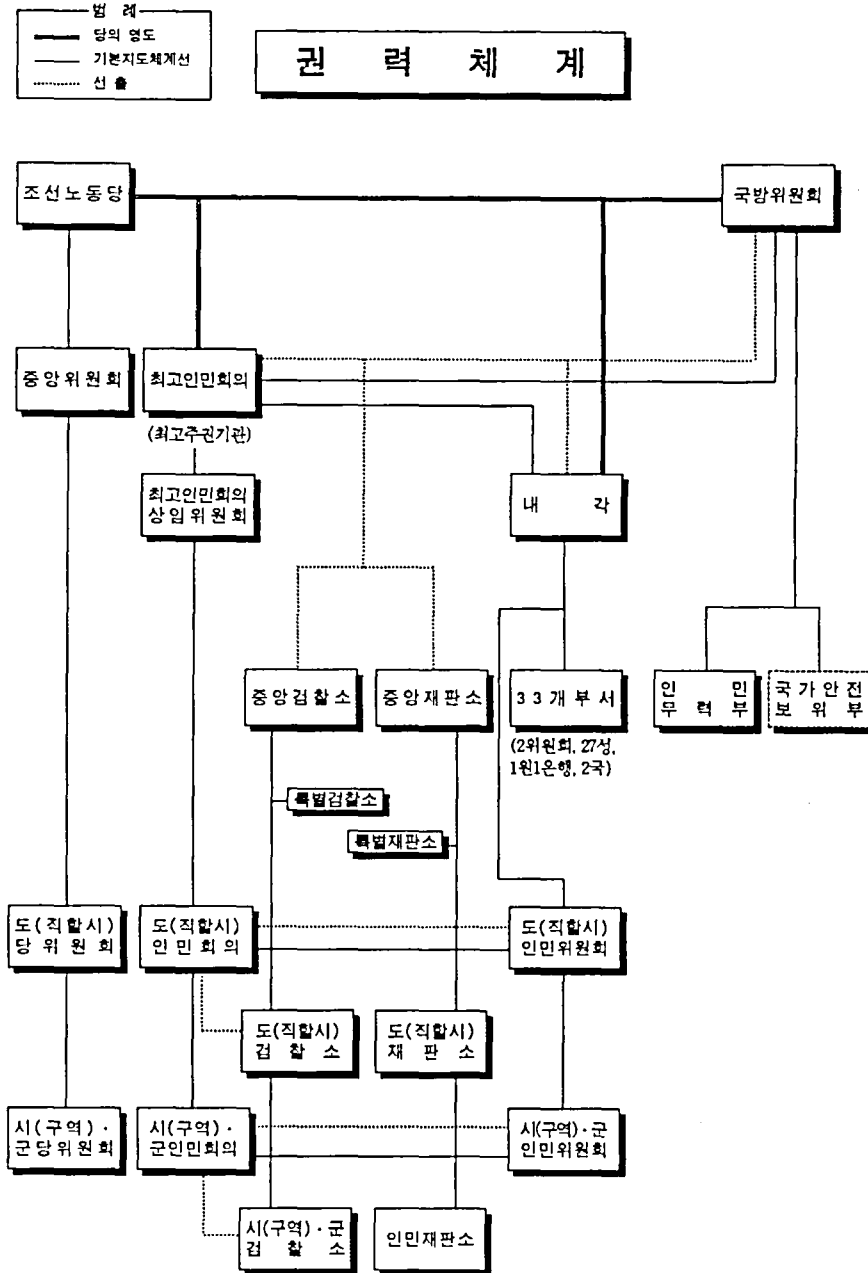 범 례
당의 영도
기본지도체계선
선 출
권 력 체 계
조선노동당
국방위원회
중앙위원회
최고인민회의
(최고주권기관)
최고인민회의
상임위원회
내 각
중앙검찰소
중앙재판소
33개부서
(2위원회, 27성,
1원1은행, 2국)
인 민
무 력 부
국가안전
보 위 부
특별검찰소
특별재판소
도(직할시)
당 위 원 회
도(직할시)
인 민 회 의
도(직할시)
인민위원회
도(직할시)
검 찰 소
도(직할시)
재 판 소
시(구역)·
군당위원회
시(구역)·
군인민회의
시(구역)·군
인민위원회
시(구역)·군
검 찰 소
인민재판소